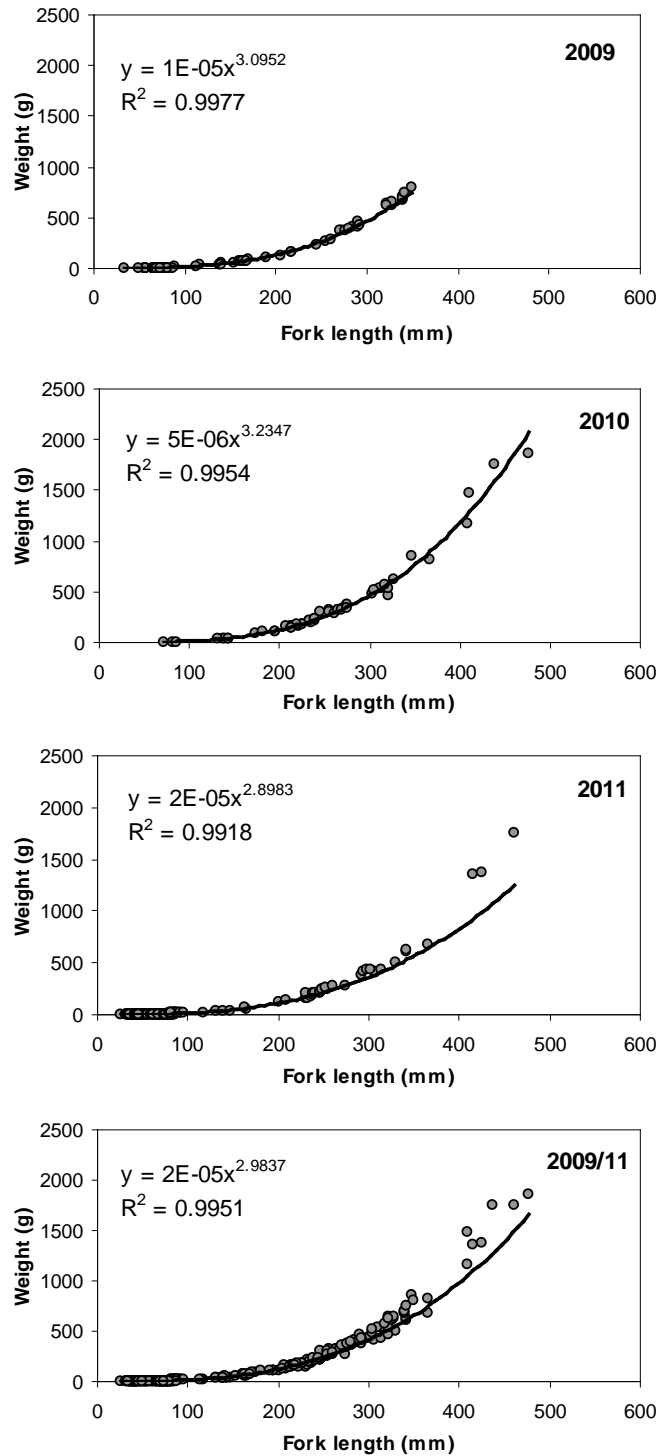 2500
2000
1500
1000
500
0
Weight (g)
y = 1E-05x^3.0952
R^2 = 0.9977
2009
0 100 200 300 400 500 600
Fork length (mm)
2500
2000
1500
1000
500
0
Weight (g)
y = 5E-06x^3.2347
R^2 = 0.9954
2010
0 100 200 300 400 500 600
Fork length (mm)
2500
2000
1500
1000
500
0
Weight (g)
y = 2E-05x^2.8983
R^2 = 0.9918
2011
0 100 200 300 400 500 600
Fork length (mm)
2500
2000
1500
1000
500
0
Weight (g)
y = 2E-05x^2.9837
R^2 = 0.9951
2009/11
0 100 200 300 400 500 600
Fork length (mm)